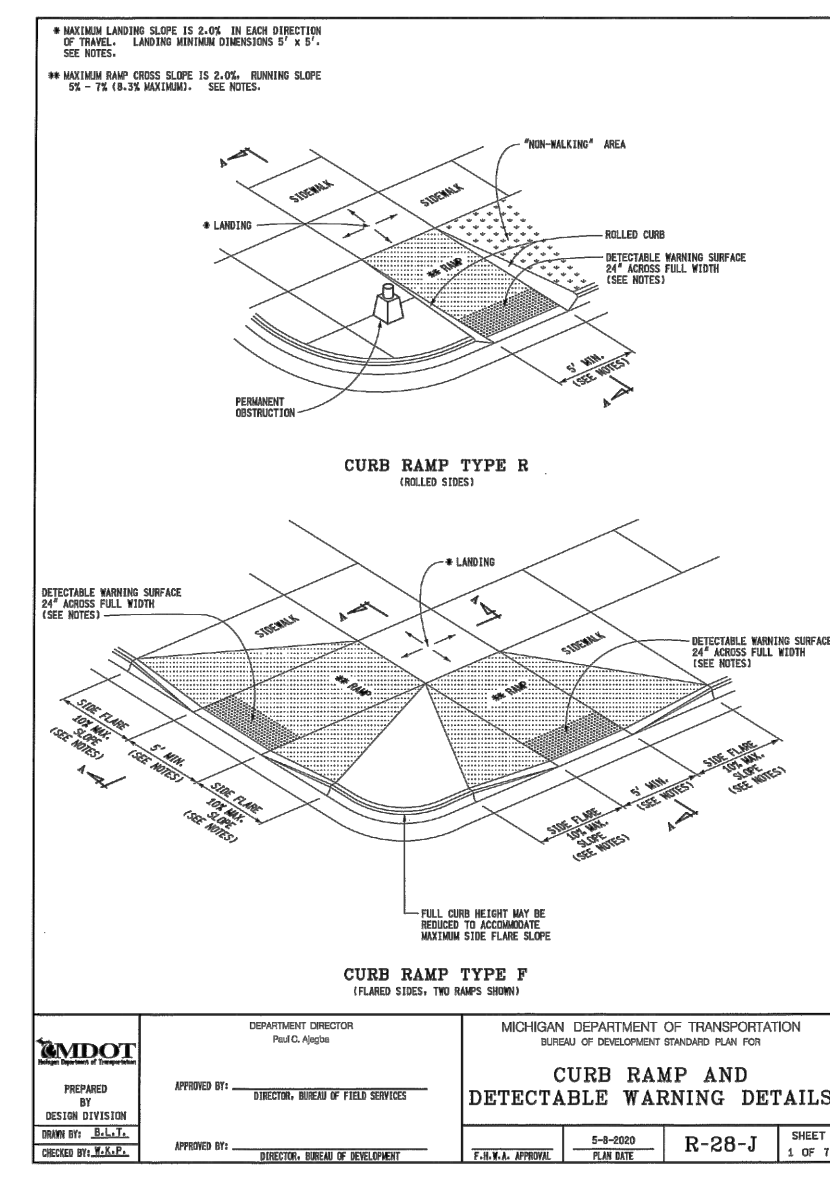 * MAXIMUM LANDING SLOPE IS 2.0% IN EACH DIRECTION
OF TRAVEL. LANDING MINIMUM DIMENSIONS 5' x 5'.
SEE NOTES.
** MAXIMUM RAMP CROSS SLOPE IS 2.0%. RUNNING SLOPE
5% - 7% (8.3% MAXIMUM). SEE NOTES.
A
"NON-WALKING" AREA
SIDEWALK
SIDEWALK
* LANDING
ROLLED CURB
** RAMP
DETECTABLE WARNING SURFACE
24" ACROSS FULL WIDTH
(SEE NOTES)
5' MIN.
(SEE NOTES)
A
PERMANENT
OBSTRUCTION
CURB RAMP TYPE R
(ROLLED SIDES)
* LANDING
DETECTABLE WARNING SURFACE
24" ACROSS FULL WIDTH
(SEE NOTES)
A
A
SIDEWALK
SIDEWALK
DETECTABLE WARNING SURFACE
24" ACROSS FULL WIDTH
(SEE NOTES)
** RAMP
** RAMP
SIDE FLARE
10% MAX.
SLOPE
(SEE NOTES)
5' MIN.
(SEE NOTES)
A
SIDE FLARE
10% MAX.
SLOPE
(SEE NOTES)
SIDE FLARE
10% MAX.
SLOPE
(SEE NOTES)
5' MIN.
(SEE NOTES)
A
SIDE FLARE
10% MAX.
SLOPE
(SEE NOTES)
FULL CURB HEIGHT MAY BE
REDUCED TO ACCOMMODATE
MAXIMUM SIDE FLARE SLOPE
CURB RAMP TYPE F
(FLARED SIDES, TWO RAMPS SHOWN)
MDOT
Michigan Department of Transportation
PREPARED
BY
DESIGN DIVISION
DRAWN BY: B.L.T.
CHECKED BY: W.K.P.
DEPARTMENT DIRECTOR
Paul C. Ajegba
APPROVED BY:
DIRECTOR, BUREAU OF FIELD SERVICES
APPROVED BY:
DIRECTOR, BUREAU OF DEVELOPMENT
MICHIGAN DEPARTMENT OF TRANSPORTATION
BUREAU OF DEVELOPMENT STANDARD PLAN FOR
CURB RAMP AND
DETECTABLE WARNING DETAILS
F.H.W.A. APPROVAL
5-8-2020
PLAN DATE
R-28-J
SHEET
1 OF 7